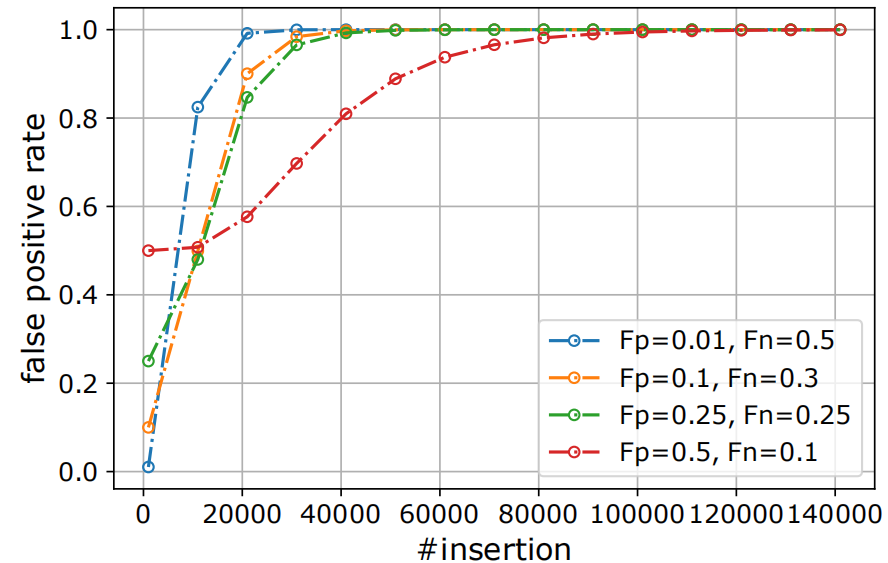 false positive rate
1.0
0.8
0.6
0.4
0.2
0.0
Fp=0.01, Fn=0.5
Fp=0.1, Fn=0.3
Fp=0.25, Fn=0.25
Fp=0.5, Fn=0.1
0 20000 40000 60000 80000 100000 120000 140000
#insertion